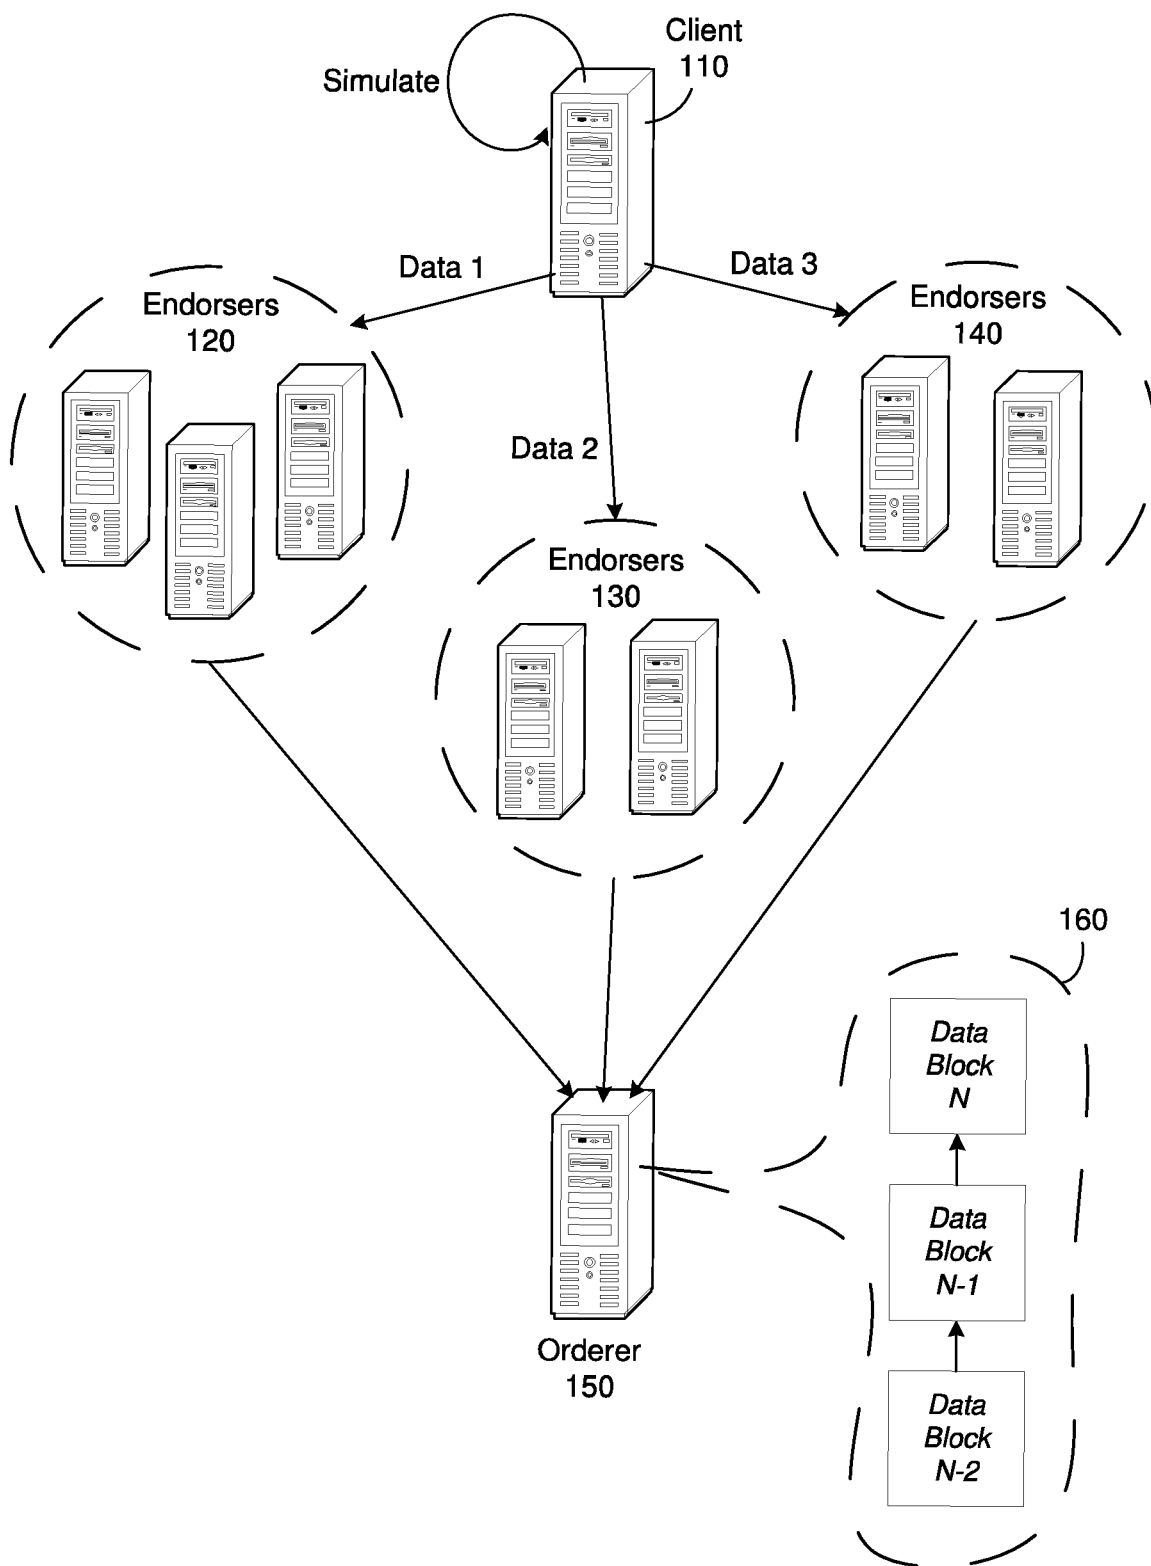 Client
110
Simulate
Data 1
Data 3
Endorsers
120
Endorsers
140
Data 2
Endorsers
130
160
Data
Block
N
Data
Block
N-1
Orderer
150
Data
Block
N-2